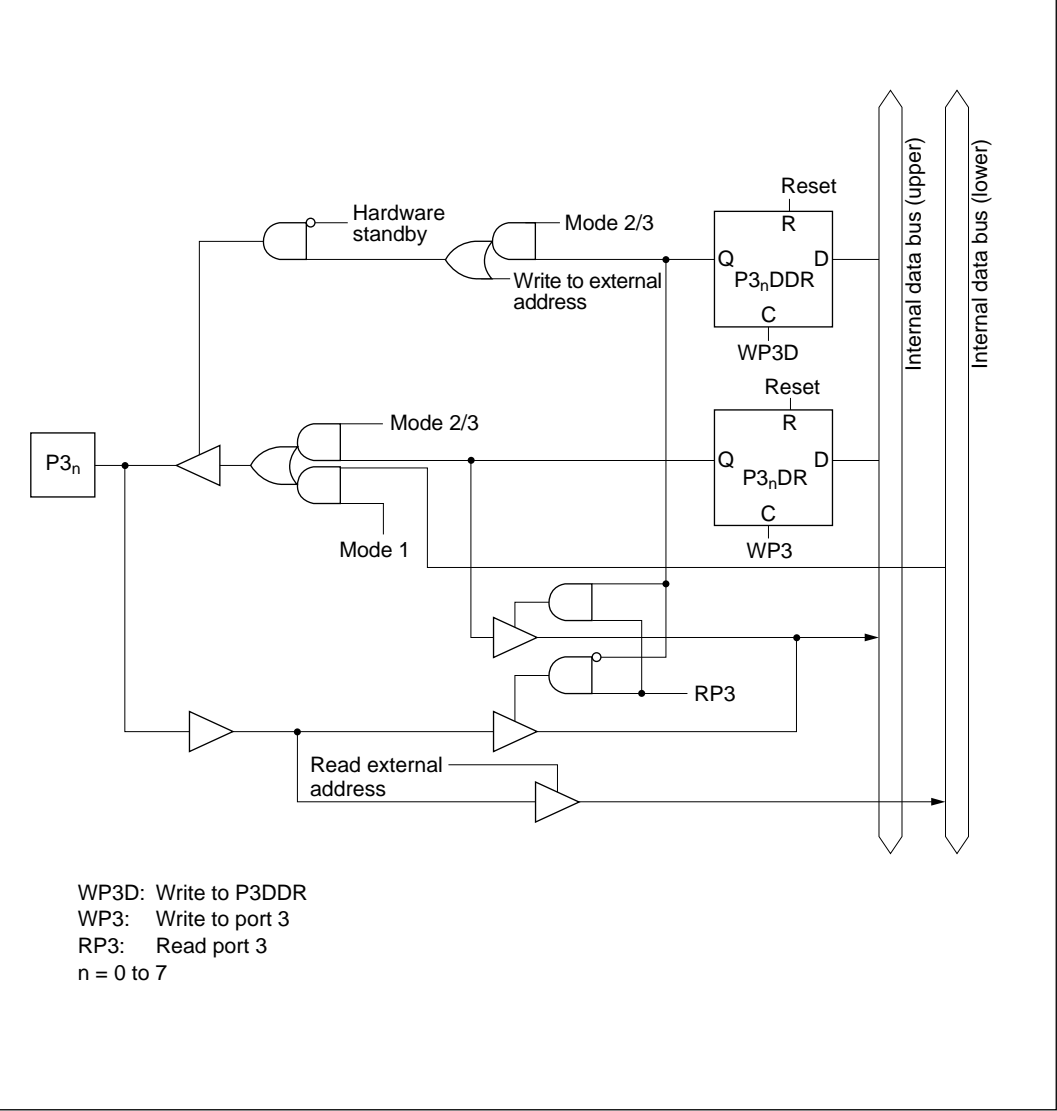 Reset
R
Hardware
standby
Mode 2/3
Q
D
P3nDDR
Write to external
address
C
WP3D
Internal data bus (upper)
Internal data bus (lower)
Reset
Mode 2/3
R
P3n
Q
D
P3nDR
C
Mode 1
WP3
RP3
Read external
address
WP3D: Write to P3DDR
WP3: Write to port 3
RP3: Read port 3
n = 0 to 7